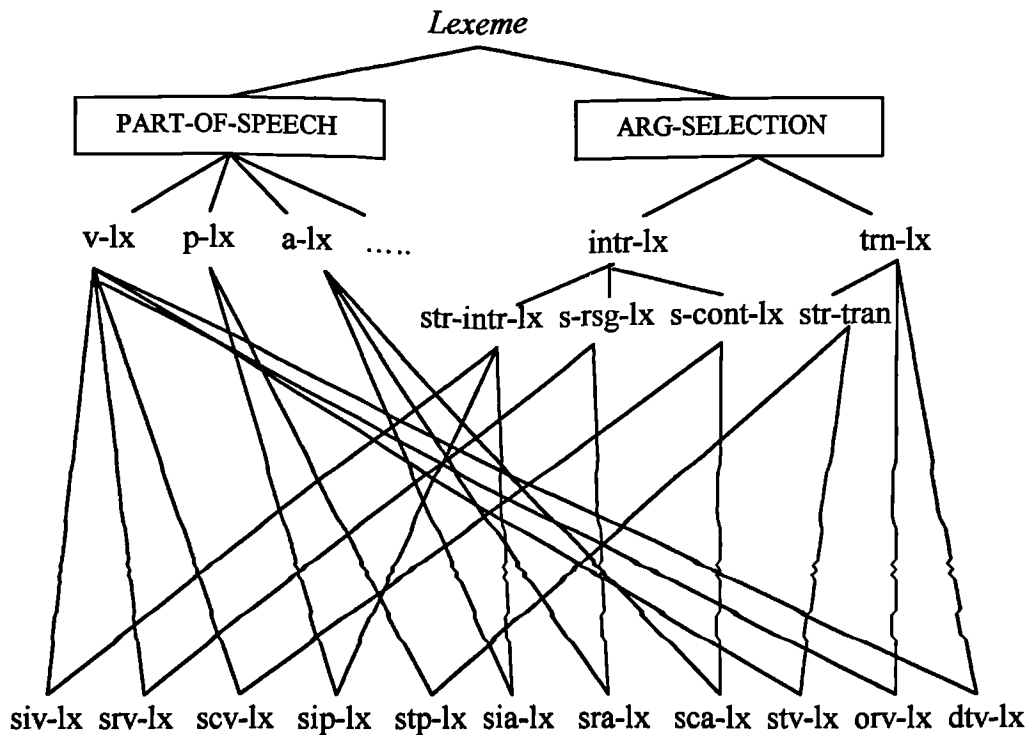 Lexeme
PART-OF-SPEECH ARG-SELECTION
v-lx p-lx a-lx ..... intr-lx trn-lx
str-intr-lx s-rsg-lx s-cont-lx str-tran
siv-lx srv-lx scv-lx sip-lx stp-lx sia-lx sra-lx sca-lx stv-lx orv-lx dtv-lx